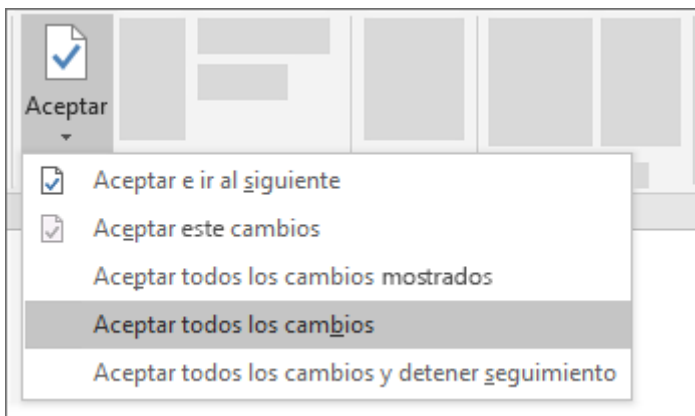 Aceptar
Aceptar e ir al siguiente
Aceptar este cambios
Aceptar todos los cambios mostrados
Aceptar todos los cambios
Aceptar todos los cambios y detener seguimiento